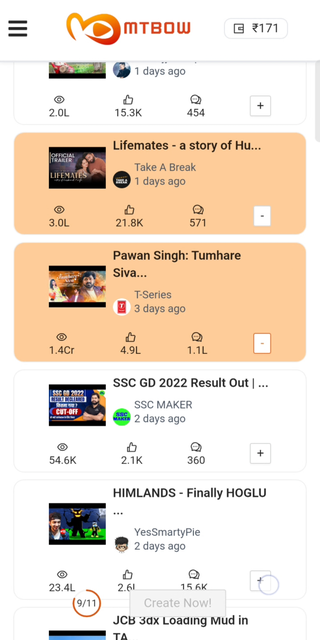 MTBOW
₹171
1 days ago
2.0L 15.3K 454 +
Lifemates - a story of Hu...
OFFICIAL TRAILER
LIFEMATES
Take A Break
1 days ago
3.0L 21.8K 571 -
Pawan Singh: Tumhare
Siva...
T-Series
3 days ago
1.4Cr 4.9L 1.1L -
SSC GD 2022 Result Out | ...
SSC GD 2022
RESULT DECLARED
CUT-OFF
SSC MAKER
SSC
MAKER
2 days ago
54.6K 2.1K 360 +
HIMLANDS - Finally HOGLU
...
YesSmartyPie
2 days ago
23.4L 2.6L 15.6K +
9/11 Create Now!
JCB 3dx Loading Mud in
TA